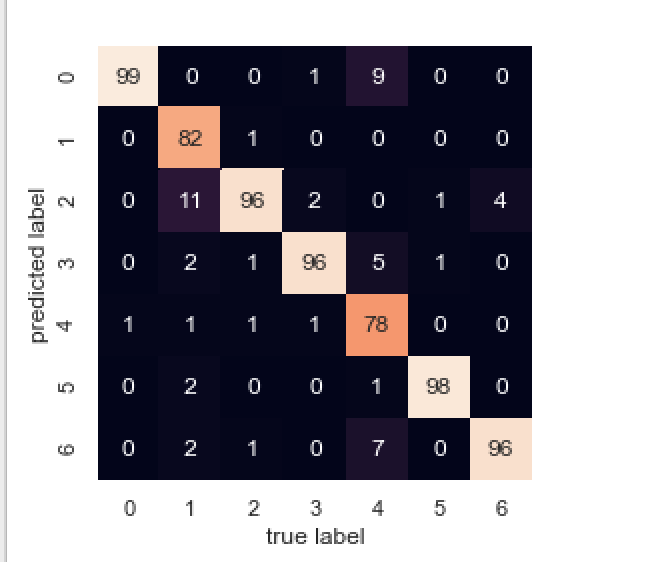 0 99 0 0 1 9 0 0
1 0 82 1 0 0 0 0
2 0 11 96 2 0 1 4
3 0 2 1 96 5 1 0
4 1 1 1 1 78 0 0
5 0 2 0 0 1 98 0
6 0 2 1 0 7 0 96
predicted label
0 1 2 3 4 5 6
true label